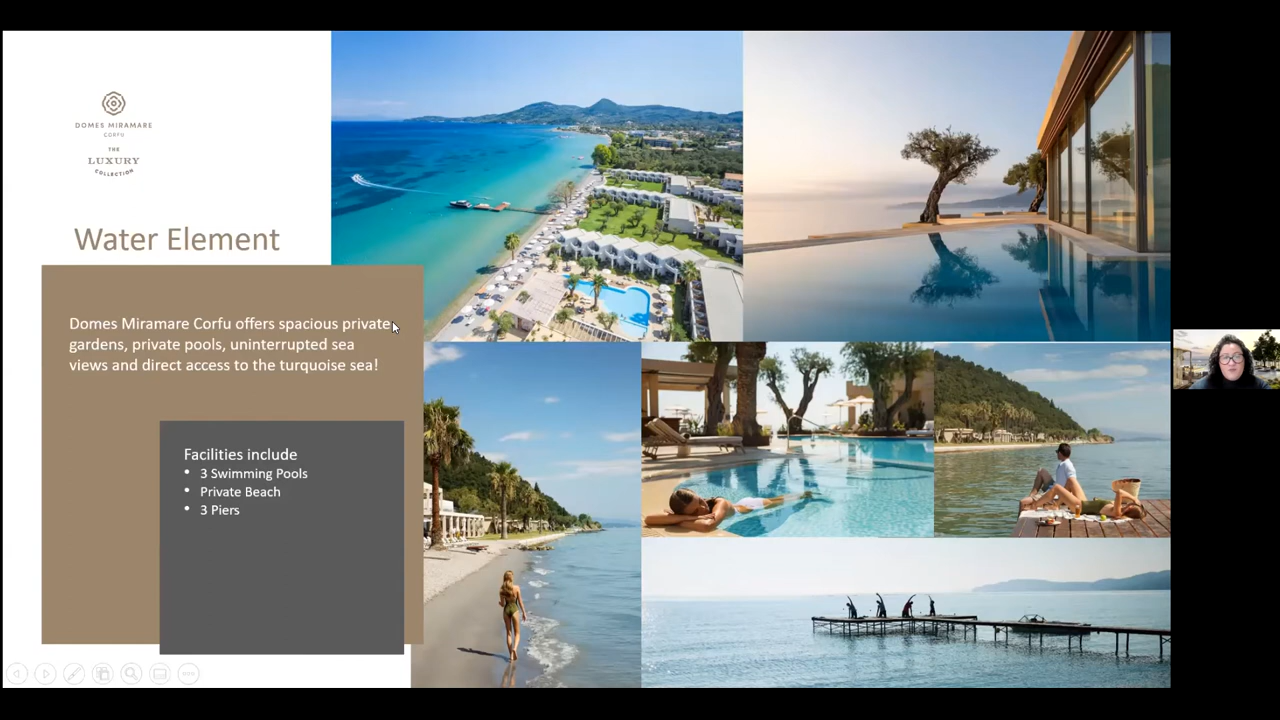 DOMES MIRAMARE
CORFU
THE
LUXURY
COLLECTION
Water Element
Domes Miramare Corfu offers spacious private
gardens, private pools, uninterrupted sea
views and direct access to the turquoise sea!
Facilities include
• 3 Swimming Pools
• Private Beach
• 3 Piers